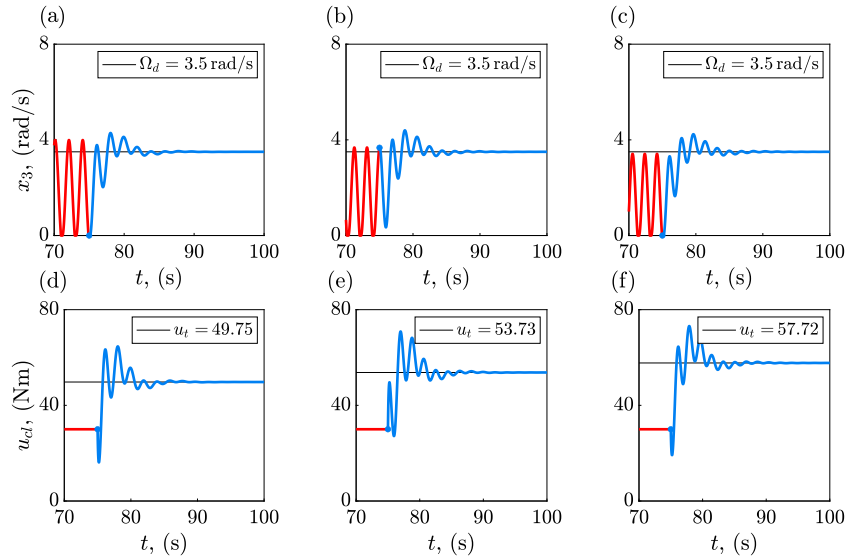 (a) (b) (c)
8 8 8
Ω_d = 3.5 rad/s Ω_d = 3.5 rad/s Ω_d = 3.5 rad/s
x_3, (rad/s)
4 4 4
0 0 0
70 80 90 100 70 80 90 100 70 80 90 100
t, (s) t, (s) t, (s)
(d) (e) (f)
80 80 80
u_t = 49.75 u_t = 53.73 u_t = 57.72
u_{cl}, (Nm)
40 40 40
0 0 0
70 80 90 100 70 80 90 100 70 80 90 100
t, (s) t, (s) t, (s)